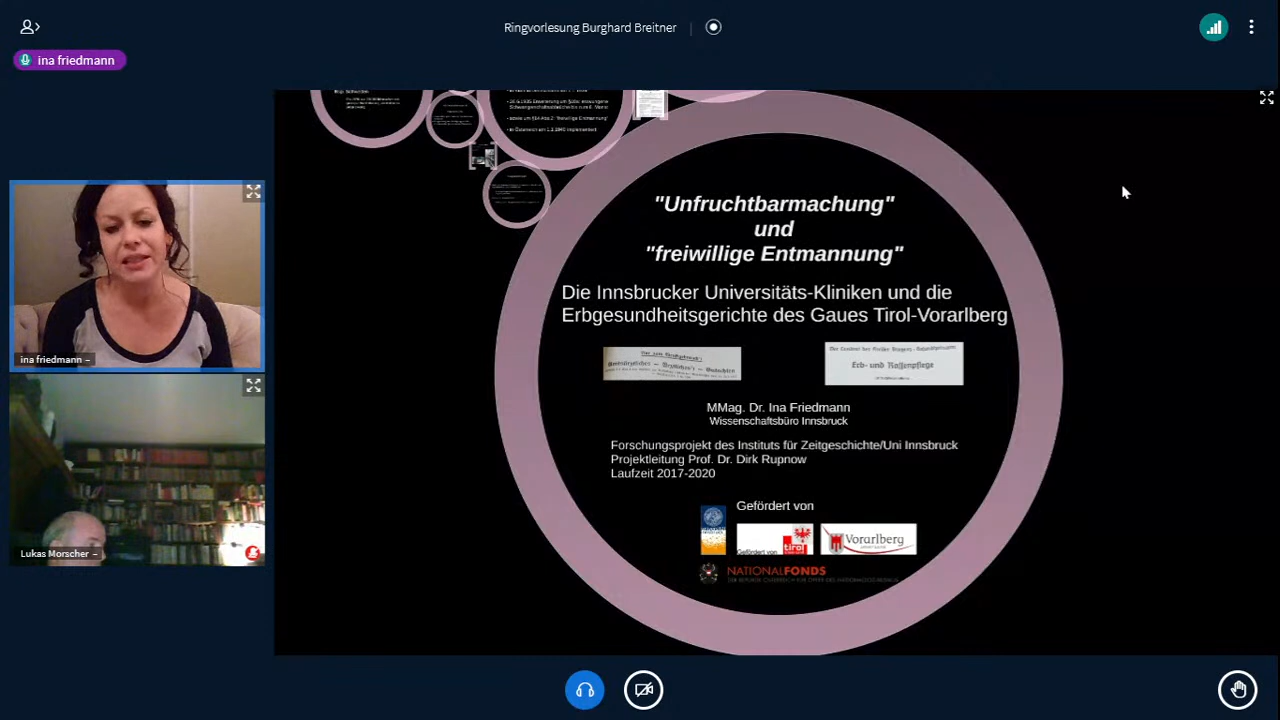 Ringvorlesung Burghard Breitner
ina friedmann
"Unfruchtbarmachung"
und
"freiwillige Entmannung"
Die Innsbrucker Universitäts-Kliniken und die
Erbgesundheitsgerichte des Gaues Tirol-Vorarlberg
Erb- und Rassenpflege
MMag. Dr. Ina Friedmann
Wissenschaftsbüro Innsbruck
Forschungsprojekt des Instituts für Zeitgeschichte/Uni Innsbruck
Projektleitung Prof. Dr. Dirk Rupnow
Laufzeit 2017-2020
Gefördert von
Gefördert von
tirol
Vorarlberg
NATIONALFONDS
ina friedmann –
Lukas Morscher –